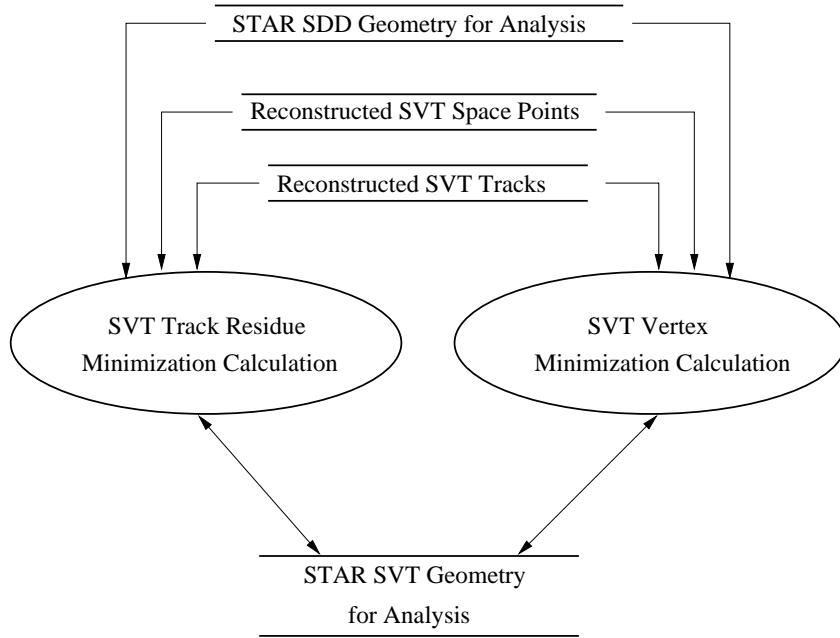 STAR SDD Geometry for Analysis
Reconstructed SVT Space Points
Reconstructed SVT Tracks
SVT Track Residue
Minimization Calculation
SVT Vertex
Minimization Calculation
STAR SVT Geometry
for Analysis